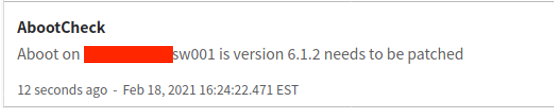 AbootCheck
Aboot on sw001 is version 6.1.2 needs to be patched
12 seconds ago - Feb 18, 2021 16:24:22.471 EST